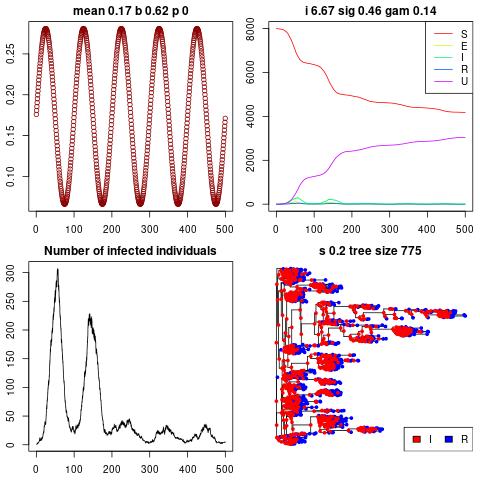 mean 0.17 b 0.62 p 0
0.25
0.20
0.15
0.10
0 100 200 300 400 500
i 6.67 sig 0.46 gam 0.14
8000
6000
4000
2000
0
S
E
I
R
U
0 100 200 300 400 500
Number of infected individuals
300
250
200
150
100
50
0
0 100 200 300 400 500
s 0.2 tree size 775
I R